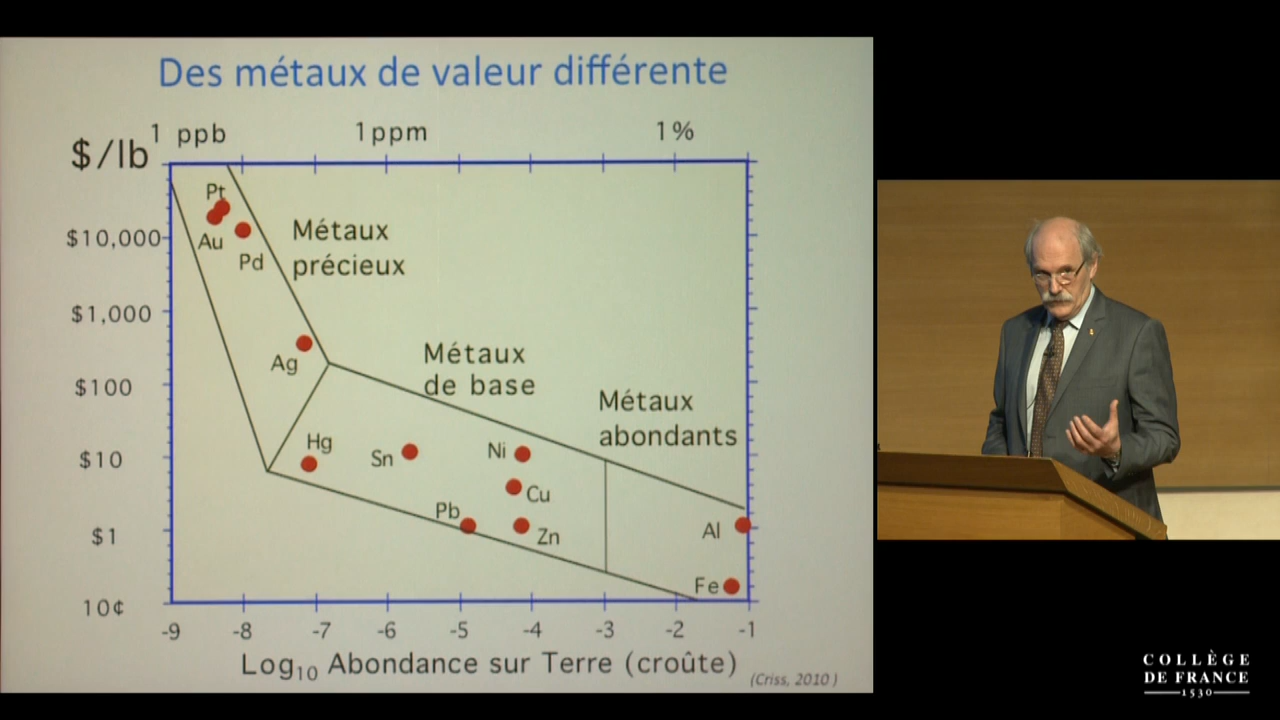 Des métaux de valeur différente
1 ppb
1ppm
1%
$/lb
Pt
Au
Pd
Métaux
précieux
$10,000
$1,000
Ag
Métaux
de base
$100
Métaux
abondants
Hg
Sn
Ni
$10
Cu
Pb
Zn
Al
$1
Fe
10¢
-9
-8
-7
-6
-5
-4
-3
-2
-1
Log10 Abondance sur Terre (croûte)
(Criss, 2010 )
COLLÈGE
DE FRANCE
1530